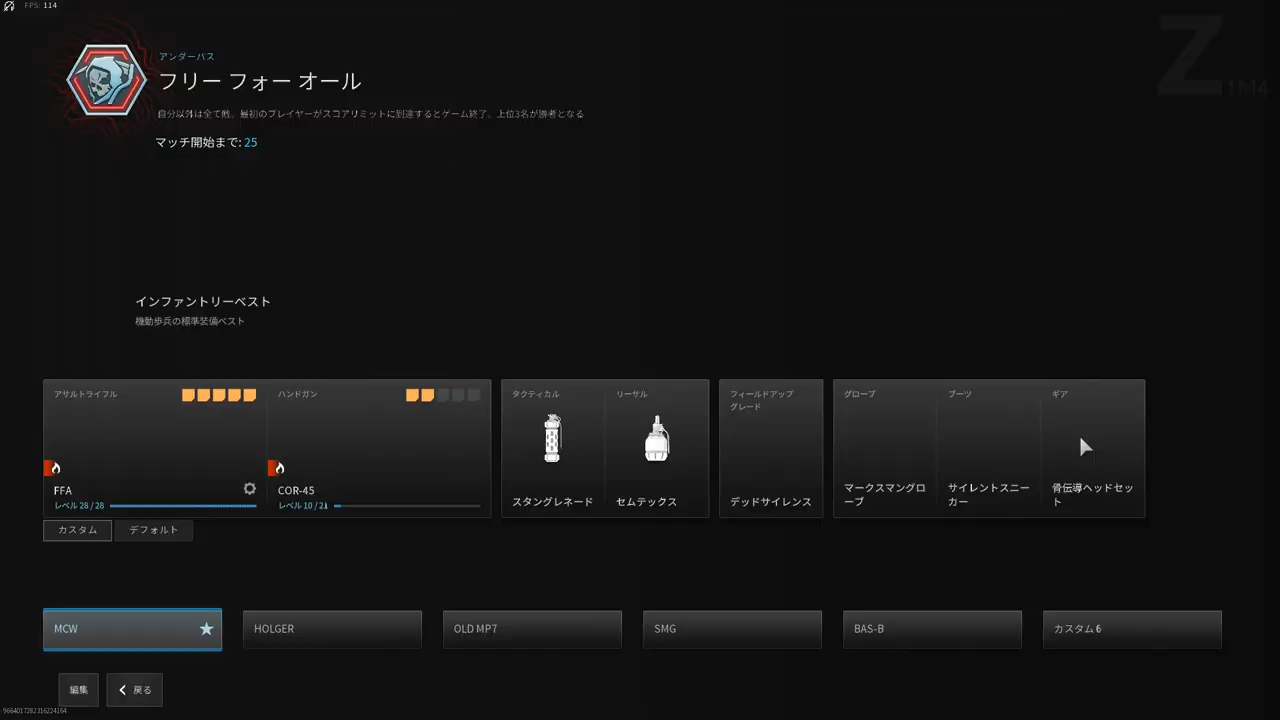 FPS: 114
アンダーパス
フリー フォー オール
自分以外は全て敵。最初のプレイヤーがスコアリミットに到達するとゲーム終了。上位3名が勝者となる
マッチ開始まで: 25
Z
1M4
インファントリーベスト
機動歩兵の標準装備ベスト
アサルトライフル
FFA
レベル 28 / 28
ハンドガン
COR-45
レベル 10 / 21
タクティカル
スタングレネード
リーサル
セムテックス
フィールドアップ
グレード
デッドサイレンス
グローブ
マークスマングロ
ーブ
ブーツ
サイレントスニー
カー
ギア
骨伝導ヘッドセッ
ト
カスタム
デフォルト
MCW
HOLGER
OLD MP7
SMG
BAS-B
カスタム 6
編集
戻る
9664017282316224164